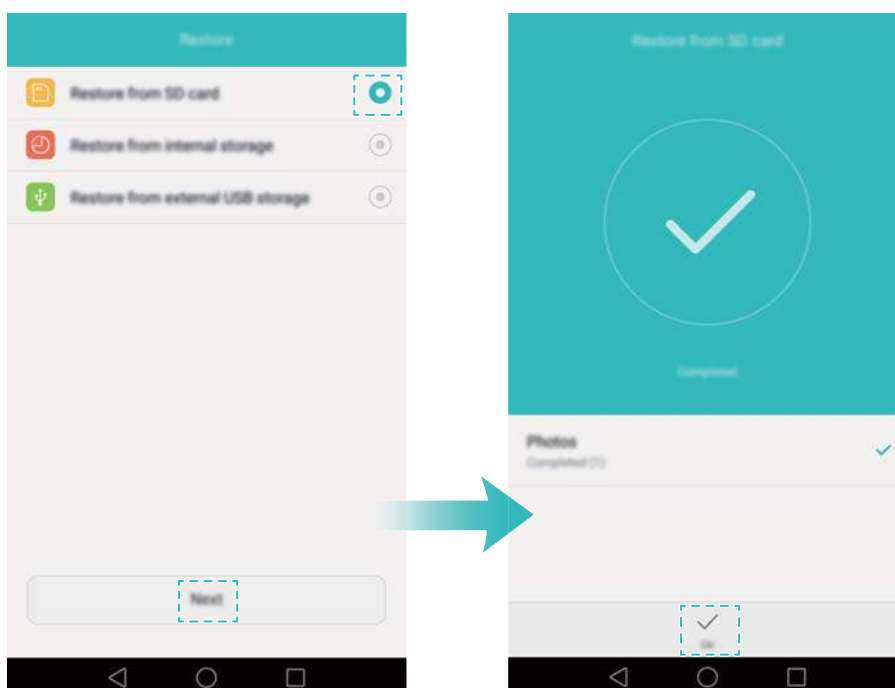 Restore
Restore from SD card
Restore from internal storage
Restore from external USB storage
Next
Restore from SD card
Completed
Photos
Completed (1)